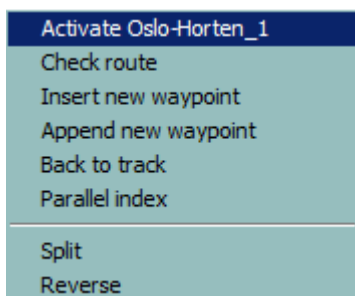 Activate Oslo-Horten_1
Check route
Insert new waypoint
Append new waypoint
Back to track
Parallel index
Split
Reverse